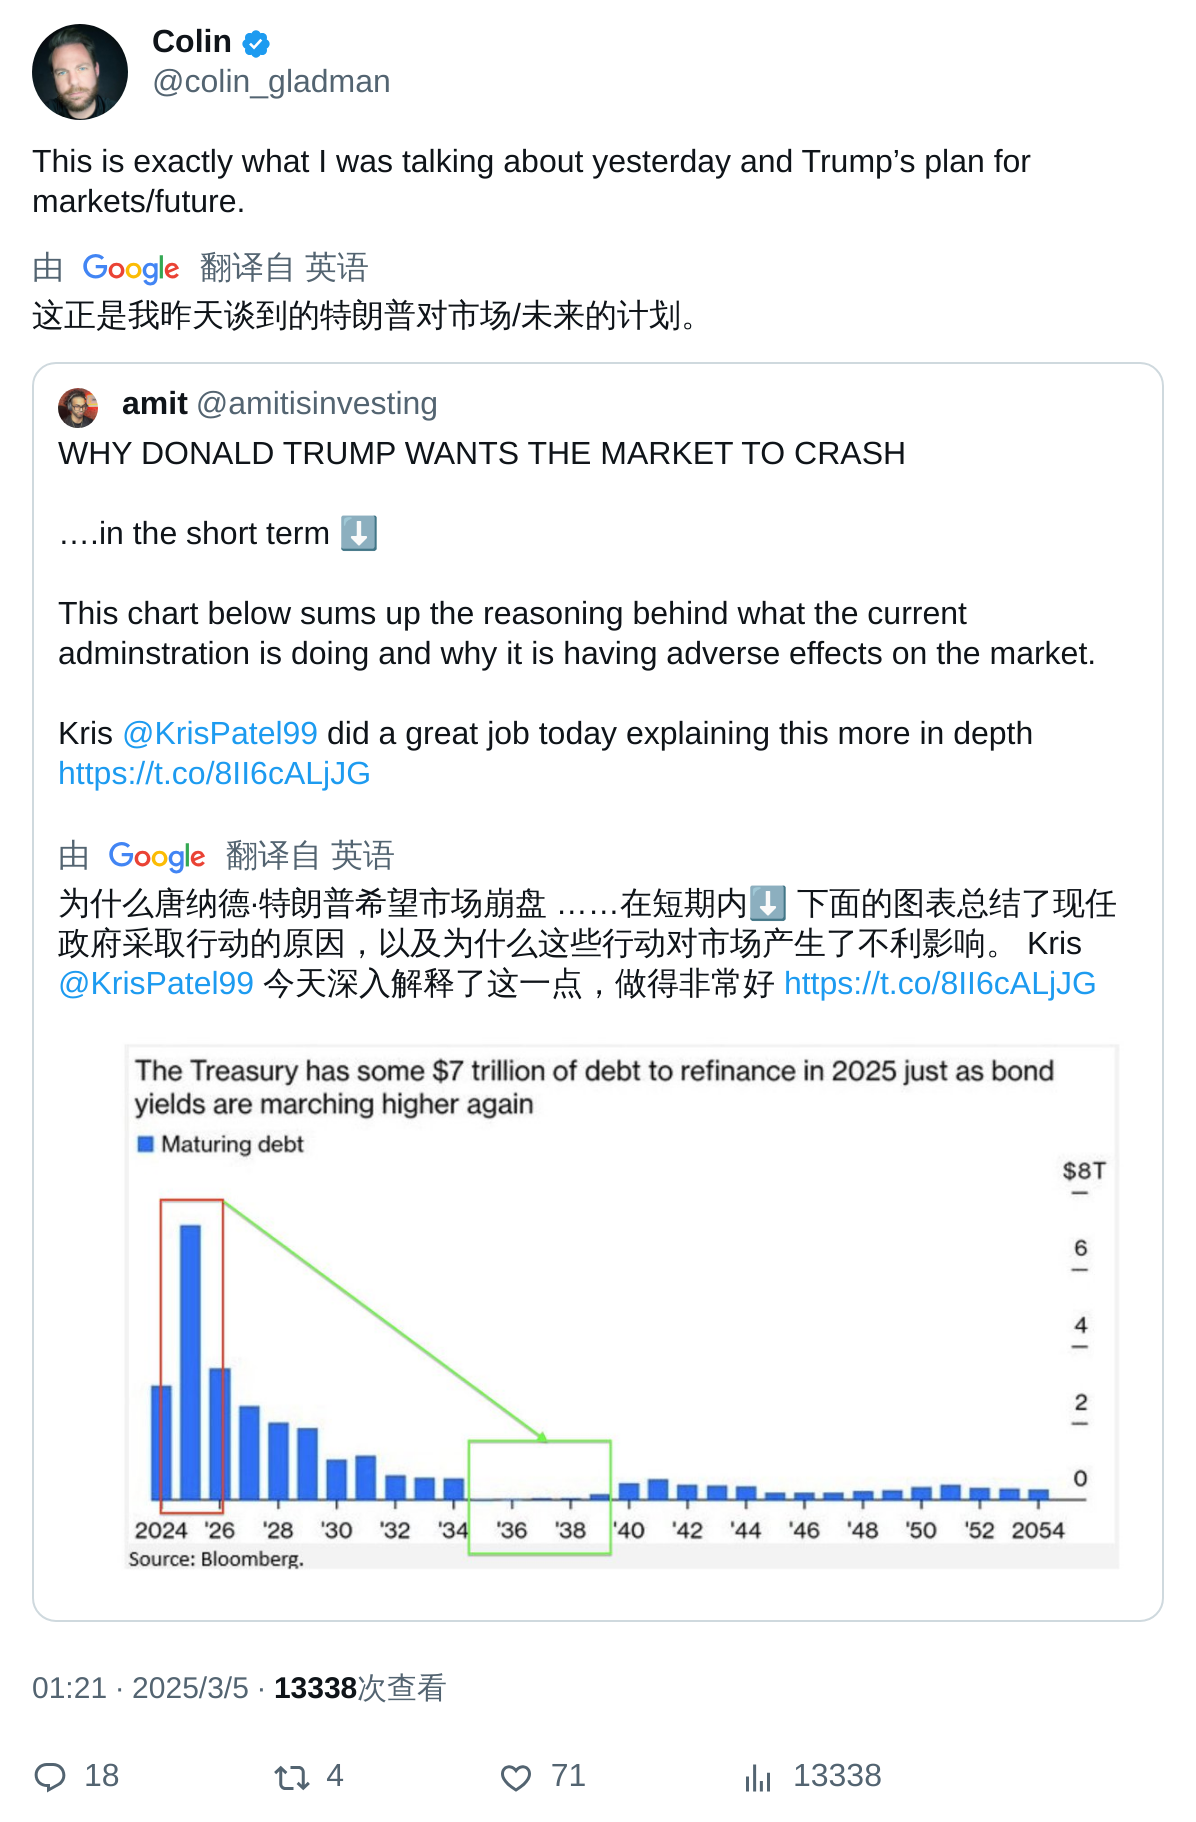 Colin
@colin_gladman
This is exactly what I was talking about yesterday and Trump’s plan for
markets/future.
由 Google 翻译自 英语
这正是我昨天谈到的特朗普对市场/未来的计划。
amit @amitisinvesting
WHY DONALD TRUMP WANTS THE MARKET TO CRASH
….in the short term ⬇️
This chart below sums up the reasoning behind what the current
adminstration is doing and why it is having adverse effects on the market.
Kris @KrisPatel99 did a great job today explaining this more in depth
https://t.co/8II6cALjJG
由 Google 翻译自 英语
为什么唐纳德·特朗普希望市场崩盘 ……在短期内⬇️ 下面的图表总结了现任
政府采取行动的原因，以及为什么这些行动对市场产生了不利影响。 Kris
@KrisPatel99 今天深入解释了这一点，做得非常好 https://t.co/8II6cALjJG
The Treasury has some $7 trillion of debt to refinance in 2025 just as bond
yields are marching higher again
Maturing debt
$8T
6
4
2
0
2024 '26 '28 '30 '32 '34 '36 '38 '40 '42 '44 '46 '48 '50 '52 2054
Source: Bloomberg.
01:21 · 2025/3/5 · 13338次查看
18 4 71 13338